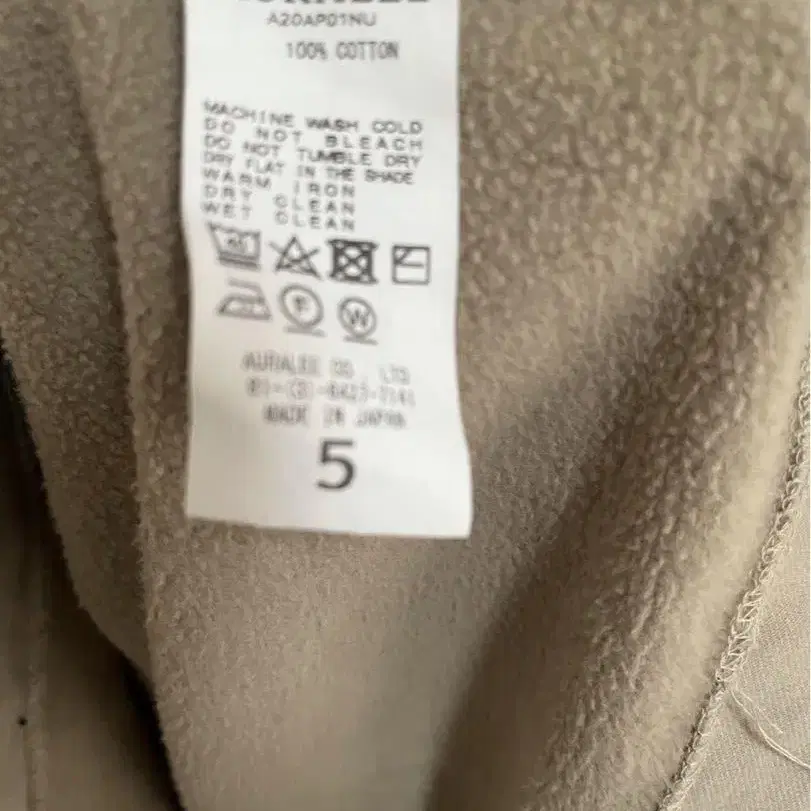 A20AP01NU
100% COTTON
MACHINE WASH COLD
DO NOT BLEACH
DO NOT TUMBLE DRY
DRY FLAT IN THE SHADE
WARM IRON
DRY CLEAN
WET CLEAN
F
W
AURALEE CO., LTD
MADE IN JAPAN
5